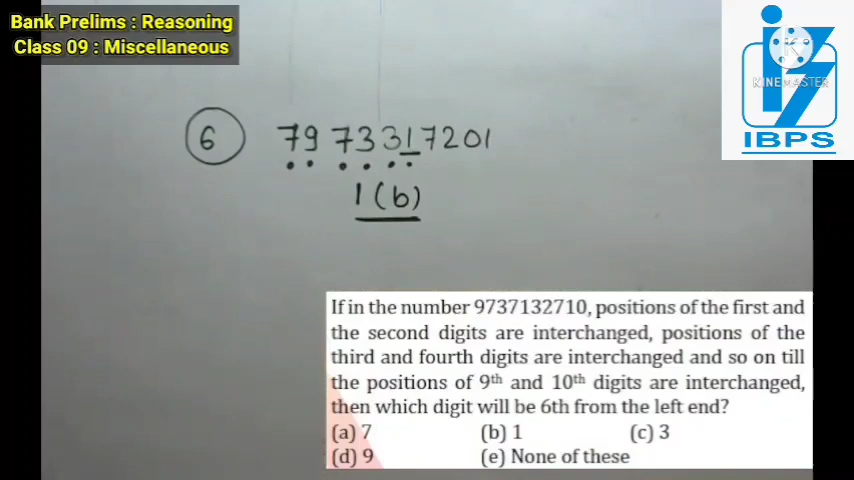 Bank Prelims : Reasoning
Class 09 : Miscellaneous
KINEMASTER
IBPS
6 7973317201
1 (b)
If in the number 9737132710, positions of the first and
the second digits are interchanged, positions of the
third and fourth digits are interchanged and so on till
the positions of 9th and 10th digits are interchanged,
then which digit will be 6th from the left end?
(a) 7 (b) 1 (c) 3
(d) 9 (e) None of these